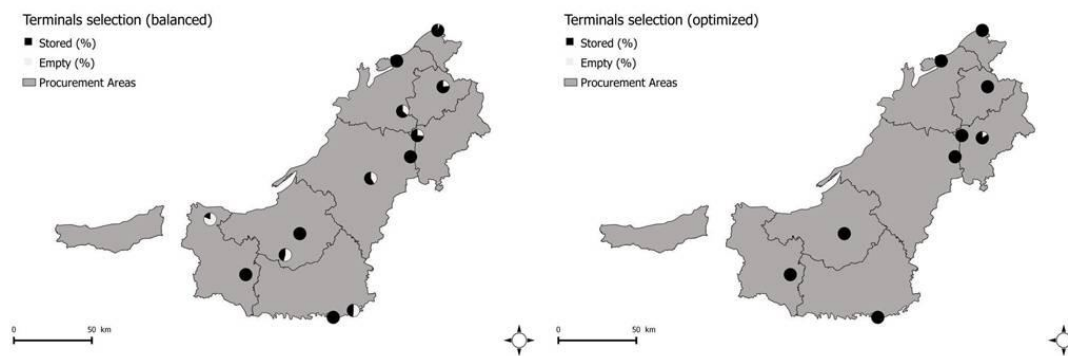 Terminals selection (balanced)
Stored (%)
Empty (%)
Procurement Areas
0 50 km
Terminals selection (optimized)
Stored (%)
Empty (%)
Procurement Areas
0 50 km